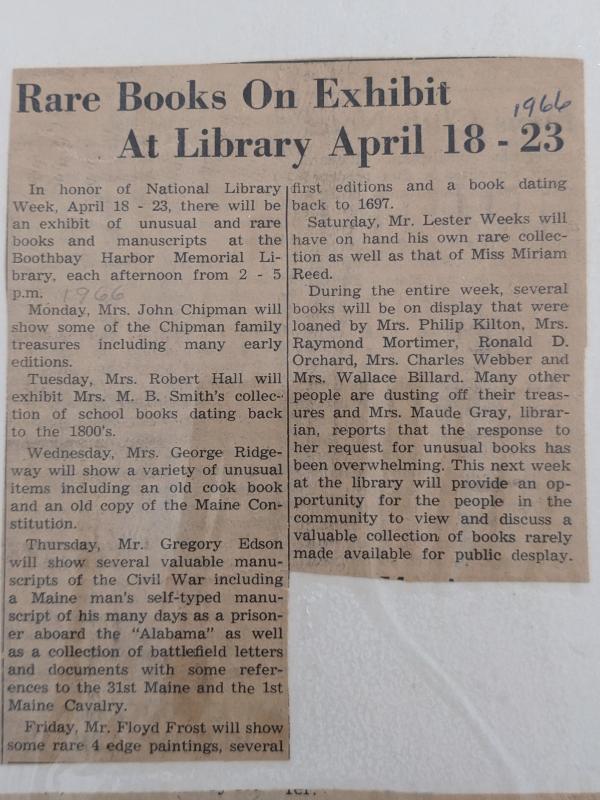 Rare Books On Exhibit
At Library April 18 - 23
1966
In honor of National Library
Week, April 18 - 23, there will be
an exhibit of unusual and rare
books and manuscripts at the
Boothbay Harbor Memorial Li-
brary, each afternoon from 2 - 5
p.m.
1966
Monday, Mrs. John Chipman will
show some of the Chipman family
treasures including many early
editions.
Tuesday, Mrs. Robert Hall will
exhibit Mrs. M. B. Smith's collec-
tion of school books dating back
to the 1800's.
Wednesday, Mrs. George Ridge-
way will show a variety of unusual
items including an old cook book
and an old copy of the Maine Con-
stitution.
Thursday, Mr. Gregory Edson
will show several valuable manu-
scripts of the Civil War including
a Maine man's self-typed manu-
script of his many days as a prison-
er aboard the "Alabama" as well
as a collection of battlefield letters
and documents with some refer-
ences to the 31st Maine and the 1st
Maine Cavalry.
Friday, Mr. Floyd Frost will show
some rare 4 edge paintings, several
first editions and a book dating
back to 1697.
Saturday, Mr. Lester Weeks will
have on hand his own rare collec-
tion as well as that of Miss Miriam
Reed.
During the entire week, several
books will be on display that were
loaned by Mrs. Philip Kilton, Mrs.
Raymond Mortimer, Ronald D.
Orchard, Mrs. Charles Webber and
Mrs. Wallace Billard. Many other
people are dusting off their treas-
ures and Mrs. Maude Gray, librar-
ian, reports that the response to
her request for unusual books has
been overwhelming. This next week
at the library will provide an op-
portunity for the people in the
community to view and discuss a
valuable collection of books rarely
made available for public desplay.